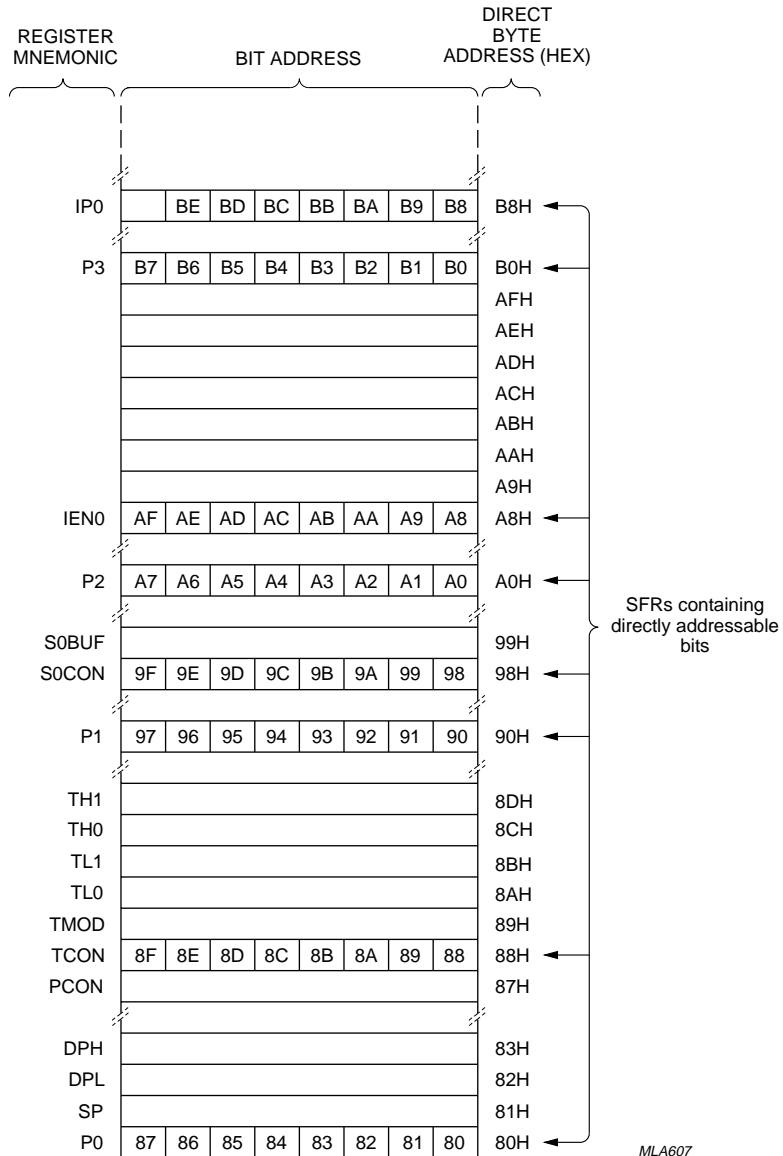 REGISTER
MNEMONIC
BIT ADDRESS
DIRECT
BYTE
ADDRESS (HEX)
IP0 BE BD BC BB BA B9 B8 B8H
P3 B7 B6 B5 B4 B3 B2 B1 B0 B0H
AFH
AEH
ADH
ACH
ABH
AAH
A9H
IEN0 AF AE AD AC AB AA A9 A8 A8H
P2 A7 A6 A5 A4 A3 A2 A1 A0 A0H
SFRs containing
directly addressable
bits
S0BUF 99H
S0CON 9F 9E 9D 9C 9B 9A 99 98 98H
P1 97 96 95 94 93 92 91 90 90H
TH1 8DH
TH0 8CH
TL1 8BH
TL0 8AH
TMOD 89H
TCON 8F 8E 8D 8C 8B 8A 89 88 88H
PCON 87H
DPH 83H
DPL 82H
SP 81H
P0 87 86 85 84 83 82 81 80 80H
MLA607